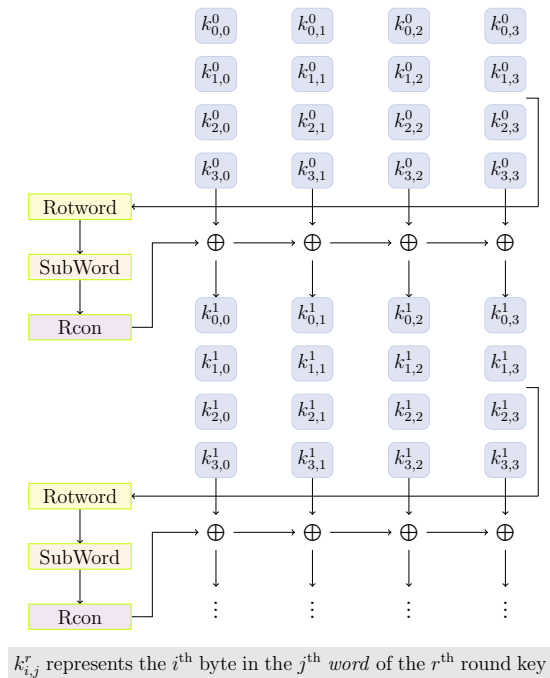 k^0_{0,0} k^0_{0,1} k^0_{0,2} k^0_{0,3}
k^0_{1,0} k^0_{1,1} k^0_{1,2} k^0_{1,3}
k^0_{2,0} k^0_{2,1} k^0_{2,2} k^0_{2,3}
k^0_{3,0} k^0_{3,1} k^0_{3,2} k^0_{3,3}
Rotword
⊕ ⊕ ⊕ ⊕
SubWord
Rcon
k^1_{0,0} k^1_{0,1} k^1_{0,2} k^1_{0,3}
k^1_{1,0} k^1_{1,1} k^1_{1,2} k^1_{1,3}
k^1_{2,0} k^1_{2,1} k^1_{2,2} k^1_{2,3}
k^1_{3,0} k^1_{3,1} k^1_{3,2} k^1_{3,3}
Rotword
⊕ ⊕ ⊕ ⊕
SubWord
Rcon
⋮ ⋮ ⋮ ⋮
k^r_{i,j} represents the i^th byte in the j^th word of the r^th round key